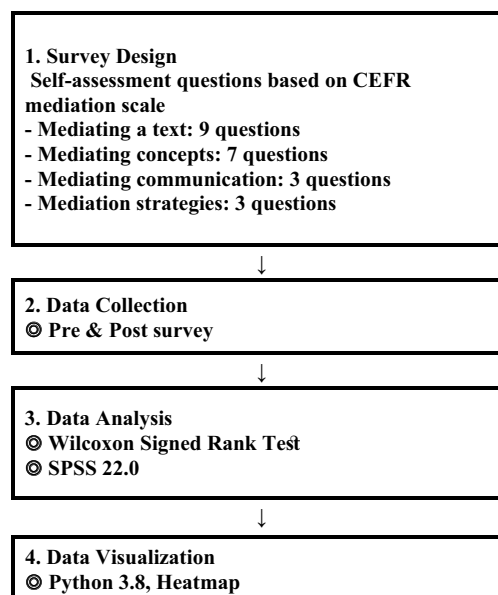 1. Survey Design
Self-assessment questions based on CEFR
mediation scale
- Mediating a text: 9 questions
- Mediating concepts: 7 questions
- Mediating communication: 3 questions
- Mediation strategies: 3 questions
↓
2. Data Collection
◎ Pre & Post survey
↓
3. Data Analysis
◎ Wilcoxon Signed Rank Test
◎ SPSS 22.0
↓
4. Data Visualization
◎ Python 3.8, Heatmap